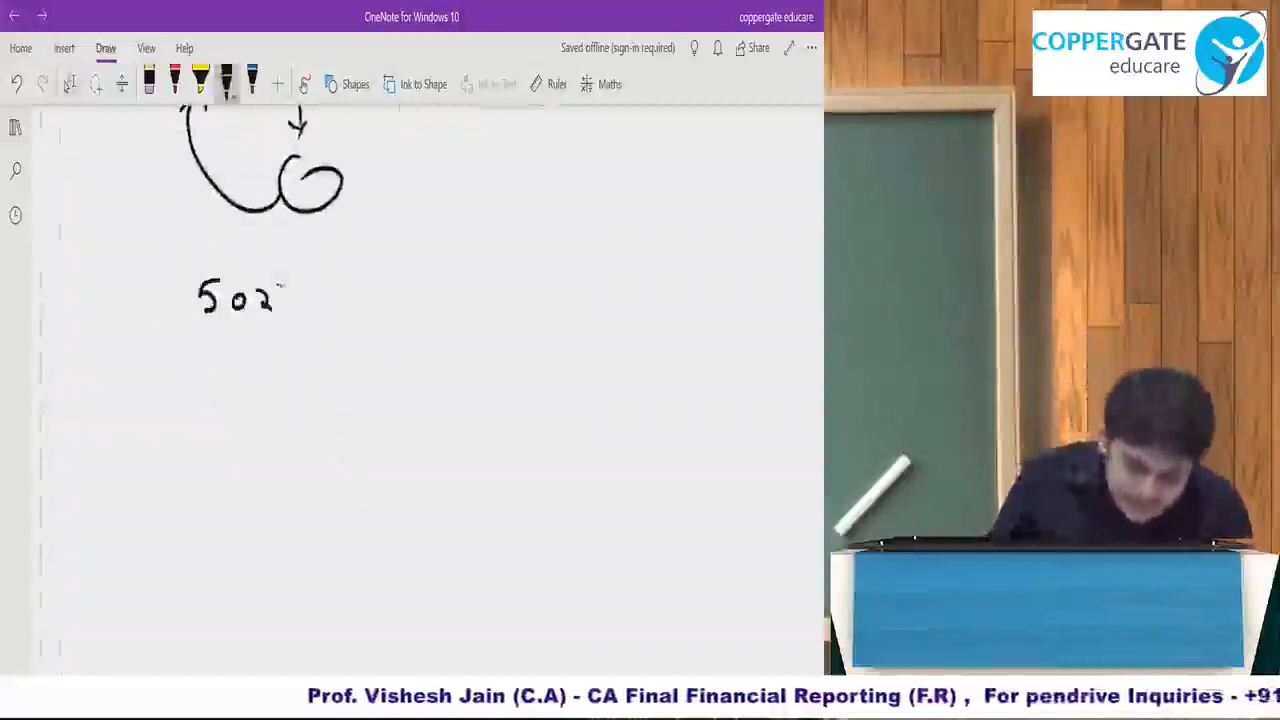 OneNote for Windows 10
coppergate educare
Home Insert Draw View Help
Saved offline (sign-in required)
Share
Shapes
Ink to Shape
Ink to Text
Ruler
Maths
COPPERGATE
educare
502
Prof. Vishesh Jain (C.A) - CA Final Financial Reporting (F.R) , For pendrive Inquiries - +91